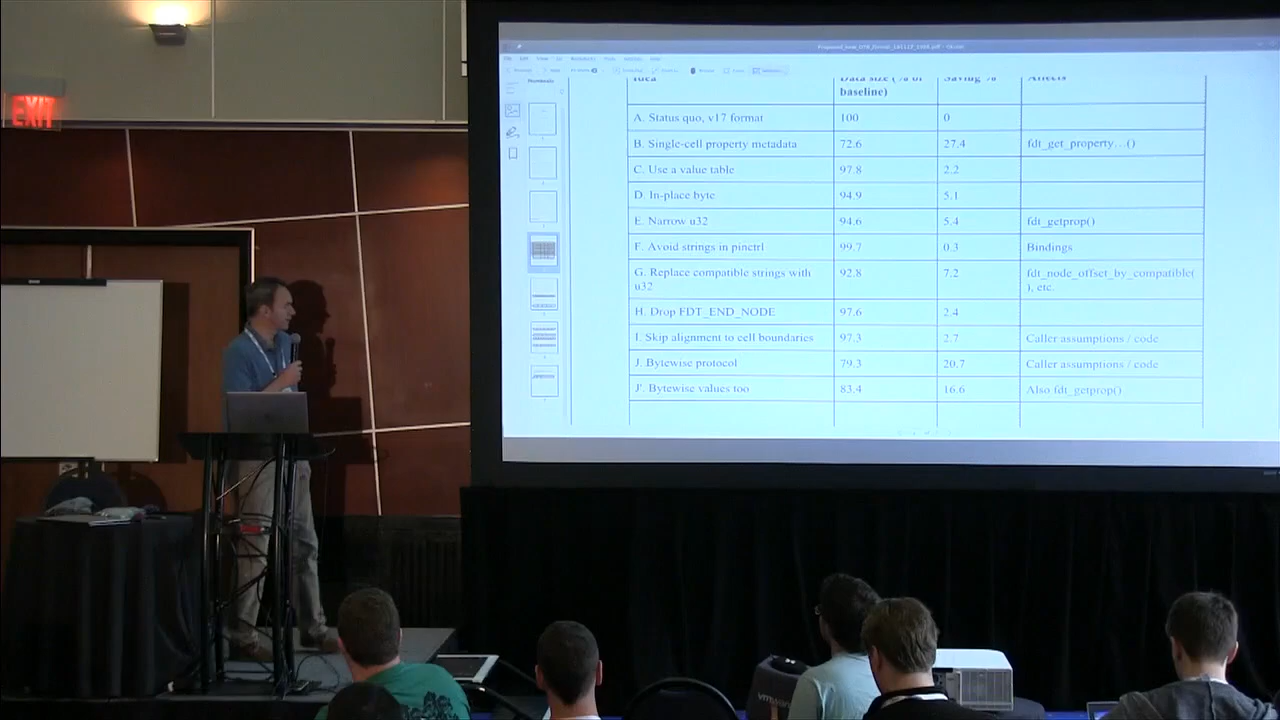 EXIT
Proposed_new_DTB_format_
Thumbnails
Idea Data size (% of baseline) Saving % Affects
A. Status quo, v17 format 100 0
B. Single-cell property metadata 72.6 27.4 fdt_get_property…()
C. Use a value table 97.8 2.2
D. In-place byte 94.9 5.1
E. Narrow u32 94.6 5.4 fdt_getprop()
F. Avoid strings in pinctrl 99.7 0.3 Bindings
G. Replace compatible strings with u32 92.8 7.2 fdt_node_offset_by_compatible(), etc.
H. Drop FDT_END_NODE 97.6 2.4
I. Skip alignment to cell boundaries 97.3 2.7 Caller assumptions / code
J. Bytewise protocol 79.3 20.7 Caller assumptions / code
J'. Bytewise values too 83.4 16.6 Also fdt_getprop()